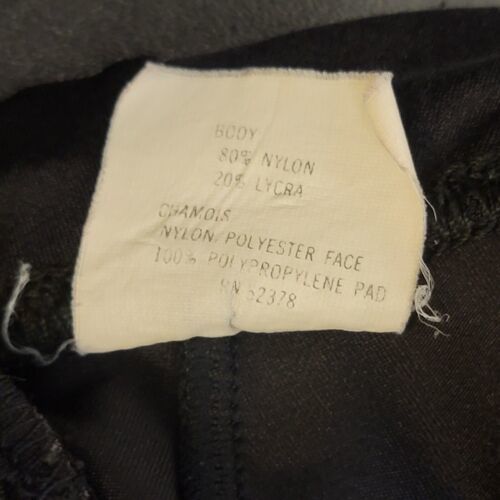 BODY
80% NYLON
20% LYCRA
CHAMOIS
NYLON, POLYESTER FACE
100% POLYPROPYLENE PAD
RN 52378